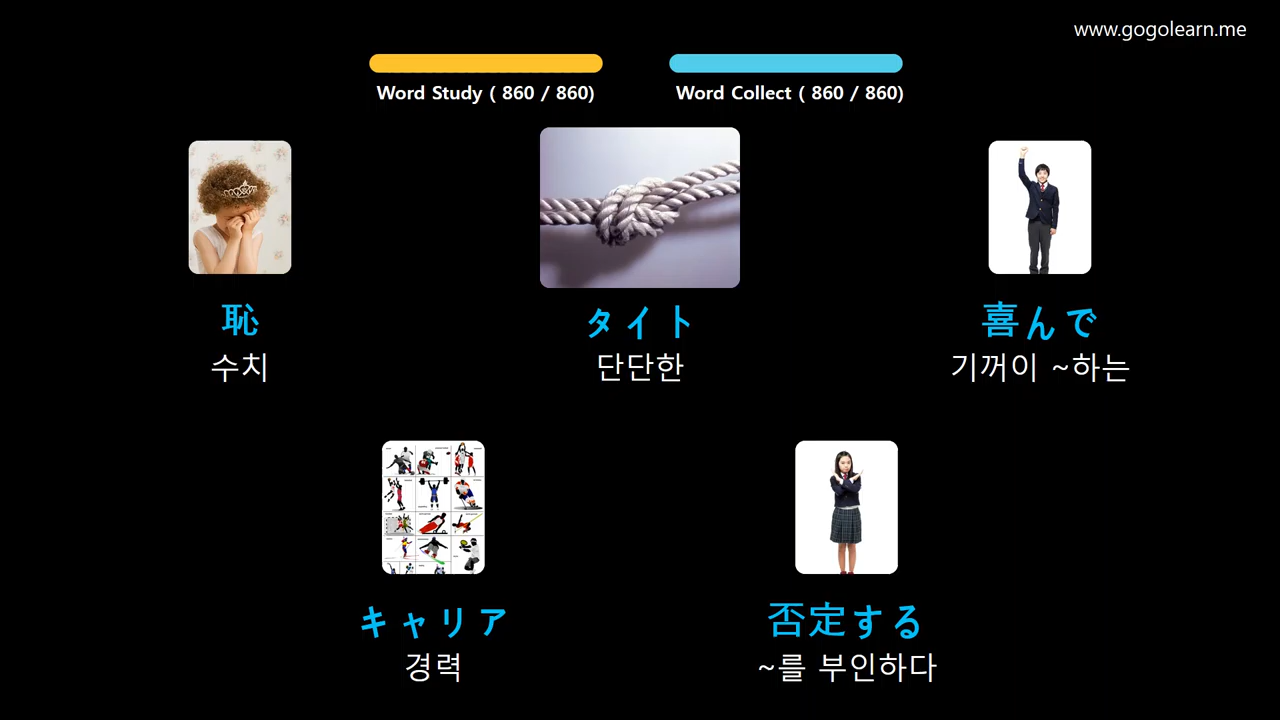 www.gogolearn.me
Word Study ( 860 / 860)
Word Collect ( 860 / 860)
恥
수치
タイト
단단한
喜んで
기꺼이 ~하는
キャリア
경력
否定する
~를 부인하다